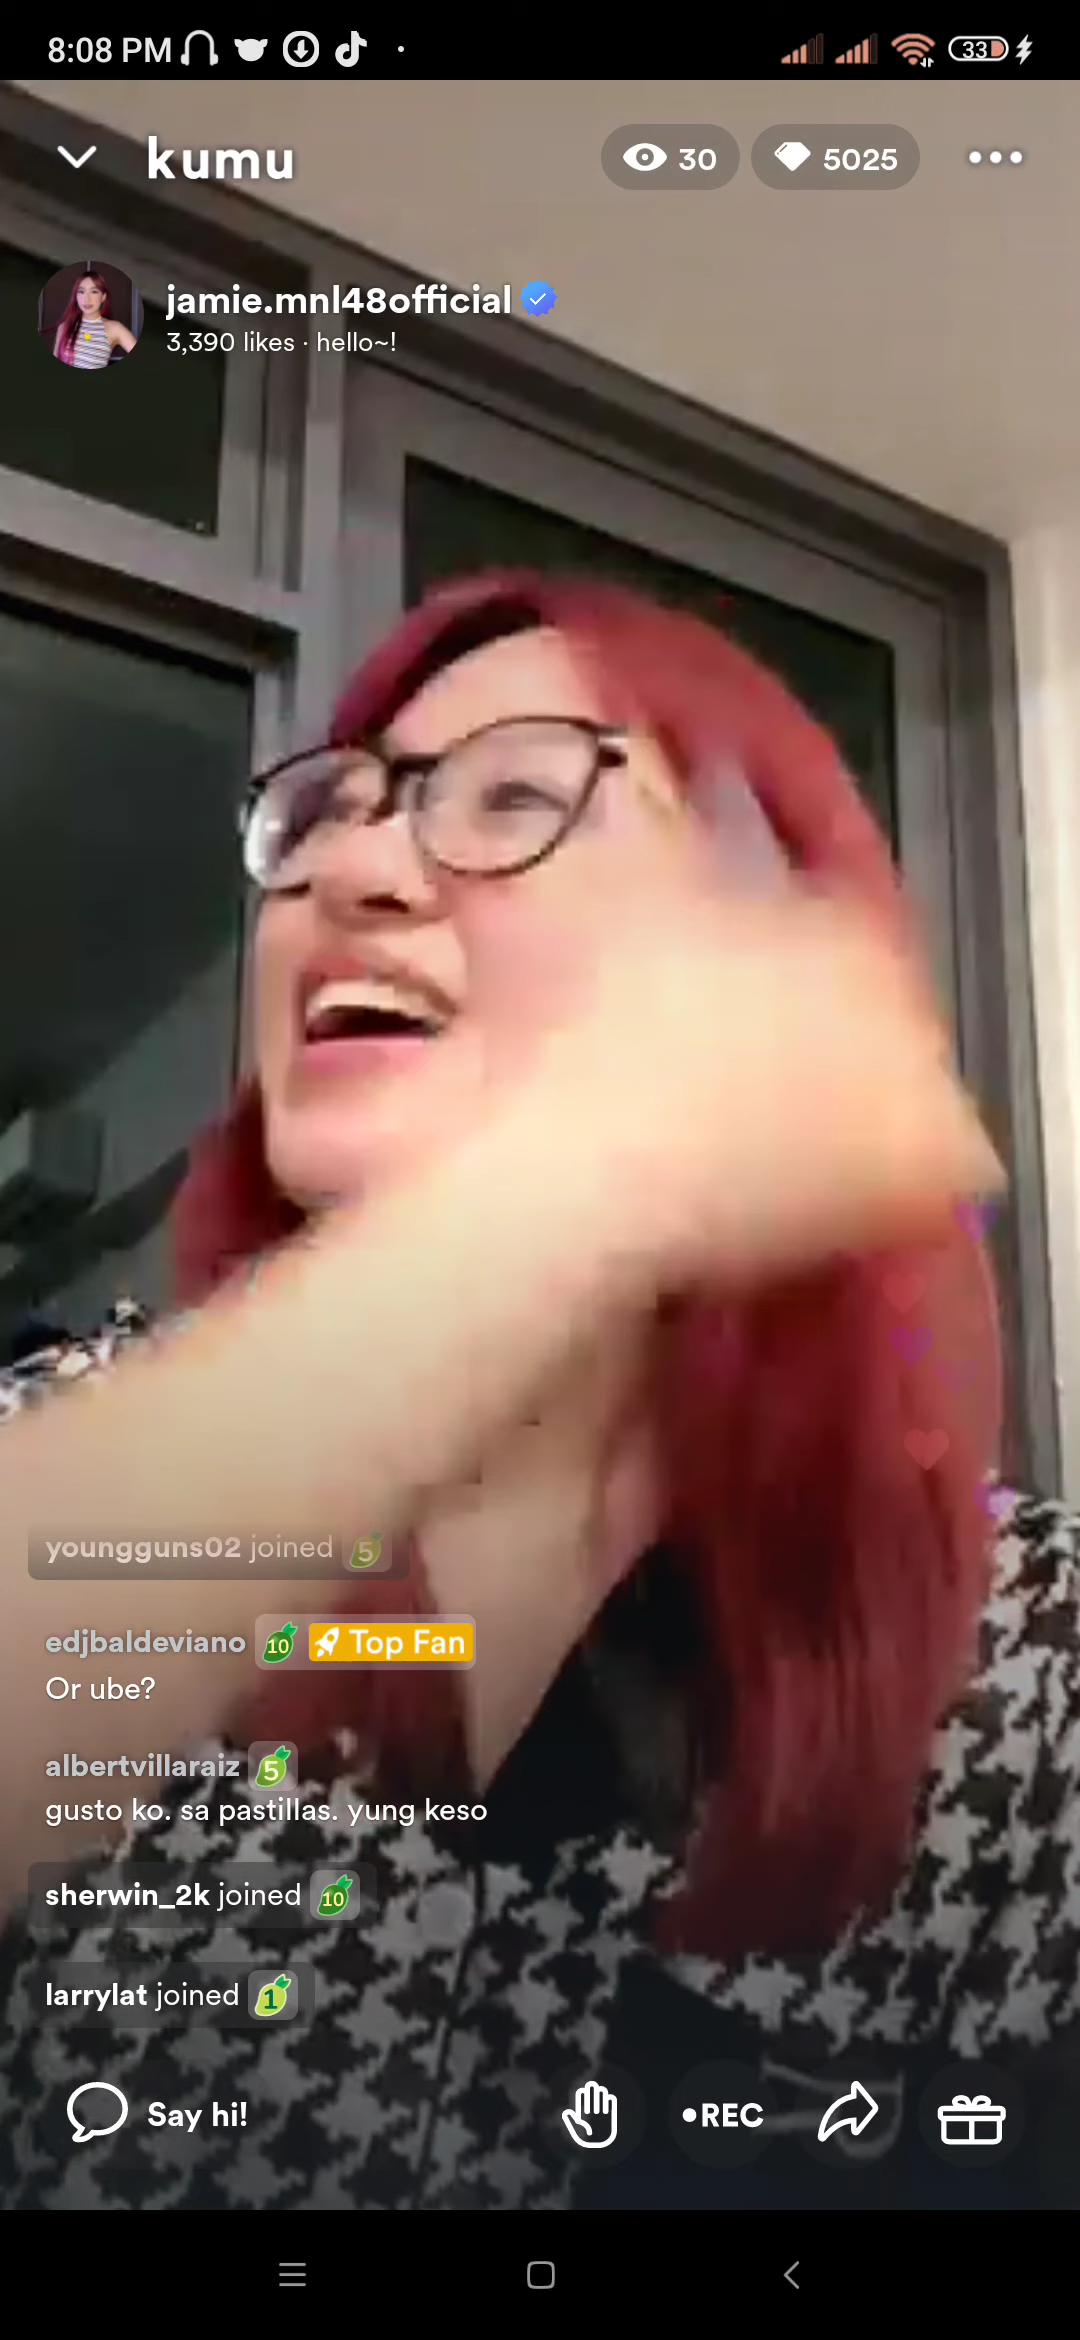 8:08 PM
33
kumu
30
5025
jamie.mnl48official
3,390 likes · hello~!
youngguns02 joined 5
edjbaldeviano 10 Top Fan
Or ube?
albertvillaraiz 5
gusto ko. sa pastillas. yung keso
sherwin_2k joined 10
larrylat joined 1
Say hi!
•REC